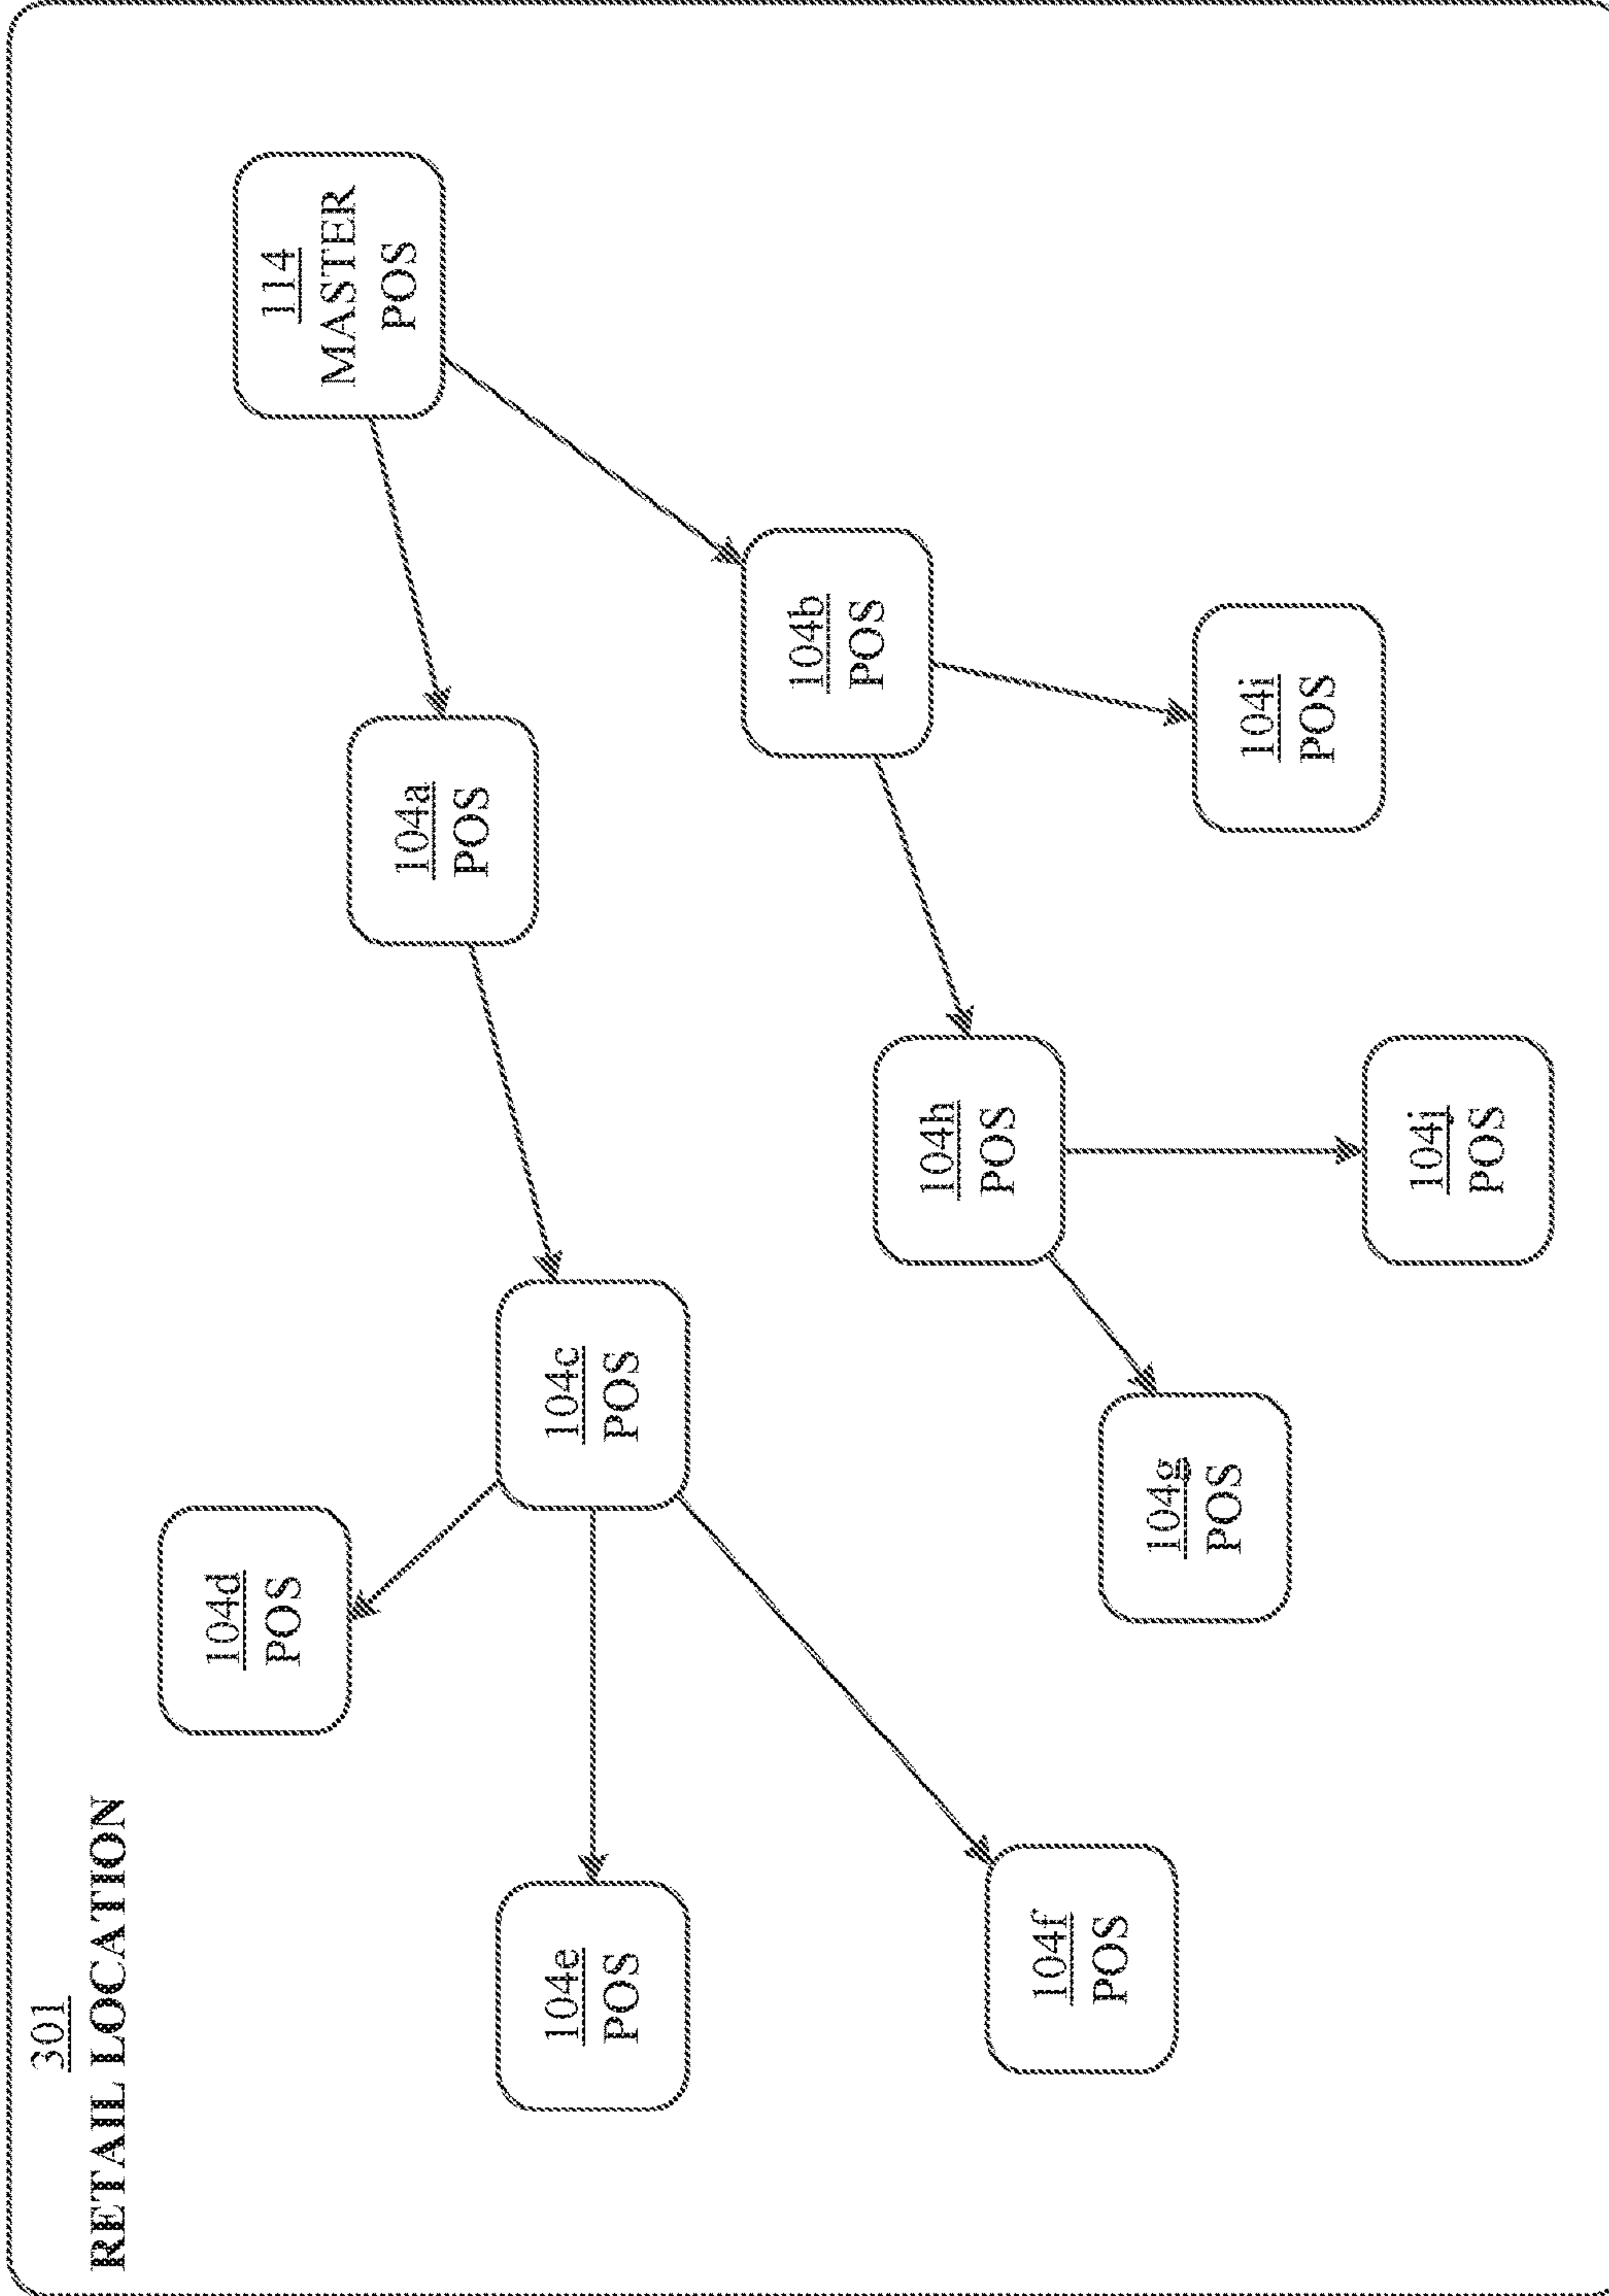 301
RETAIL LOCATION
104d
POS
114
MASTER
POS
104a
POS
104e
POS
104c
POS
104b
POS
104h
POS
104f
POS
104g
POS
104i
POS
104j
POS